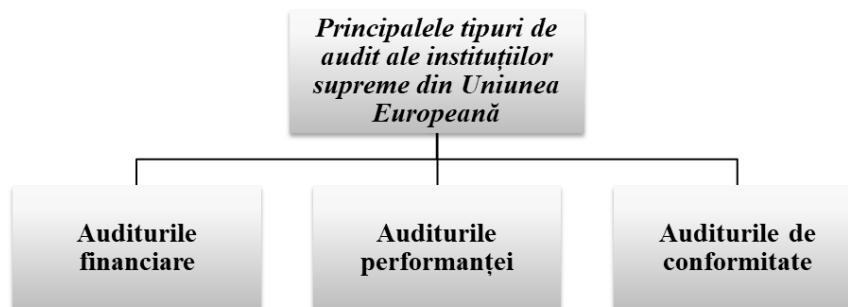 Principalele tipuri de
audit ale instituțiilor
supreme din Uniunea
Europeană
Auditurile
financiare
Auditurile
performanței
Auditurile de
conformitate